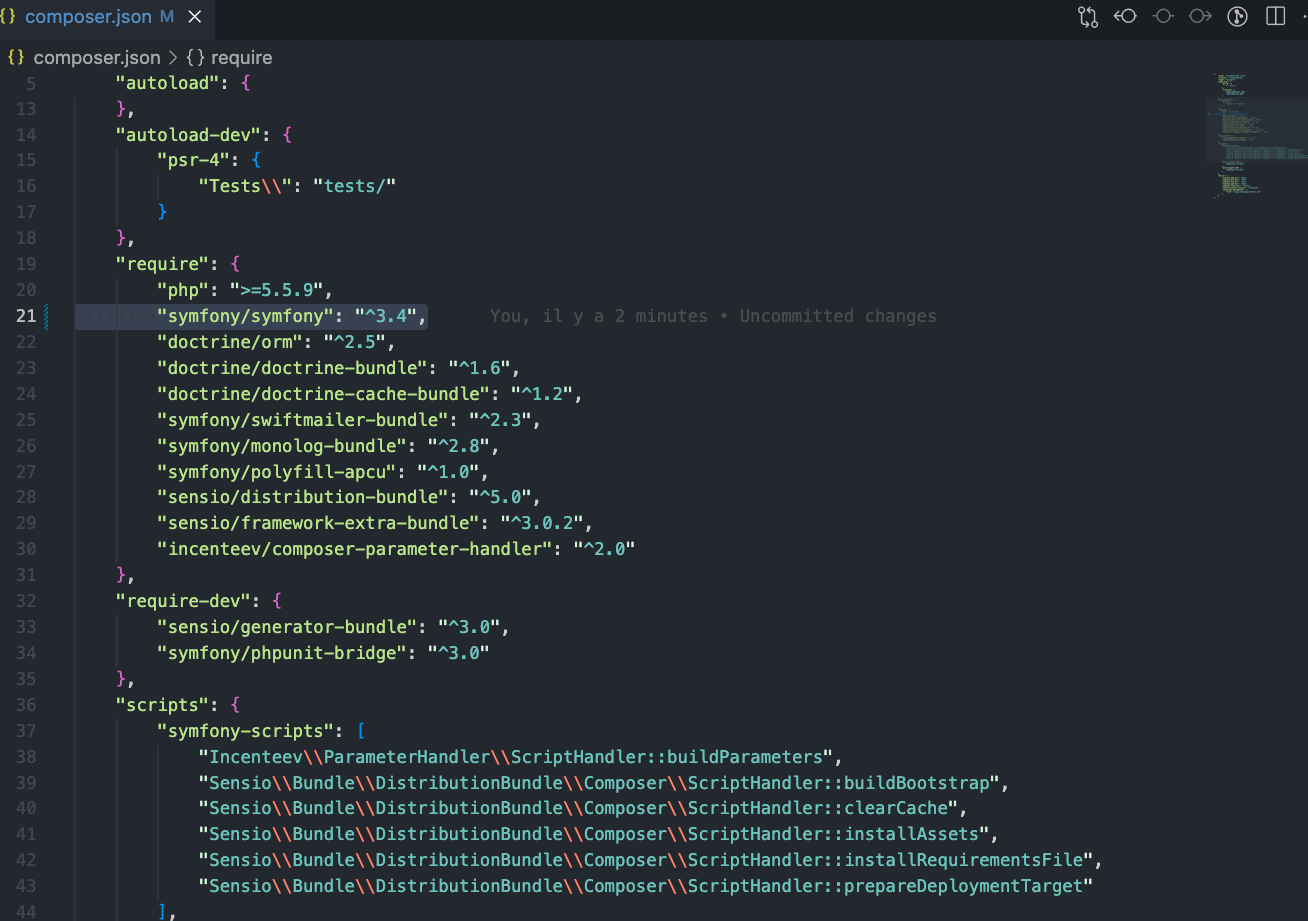 {} composer.json M ×
{} composer.json > {} require
5 "autoload": {
13 },
14 "autoload-dev": {
15 "psr-4": {
16 "Tests\\": "tests/"
17 }
18 },
19 "require": {
20 "php": ">=5.5.9",
21 "symfony/symfony": "^3.4", You, il y a 2 minutes • Uncommitted changes
22 "doctrine/orm": "^2.5",
23 "doctrine/doctrine-bundle": "^1.6",
24 "doctrine/doctrine-cache-bundle": "^1.2",
25 "symfony/swiftmailer-bundle": "^2.3",
26 "symfony/monolog-bundle": "^2.8",
27 "symfony/polyfill-apcu": "^1.0",
28 "sensio/distribution-bundle": "^5.0",
29 "sensio/framework-extra-bundle": "^3.0.2",
30 "incenteev/composer-parameter-handler": "^2.0"
31 },
32 "require-dev": {
33 "sensio/generator-bundle": "^3.0",
34 "symfony/phpunit-bridge": "^3.0"
35 },
36 "scripts": {
37 "symfony-scripts": [
38 "Incenteev\\ParameterHandler\\ScriptHandler::buildParameters",
39 "Sensio\\Bundle\\DistributionBundle\\Composer\\ScriptHandler::buildBootstrap",
40 "Sensio\\Bundle\\DistributionBundle\\Composer\\ScriptHandler::clearCache",
41 "Sensio\\Bundle\\DistributionBundle\\Composer\\ScriptHandler::installAssets",
42 "Sensio\\Bundle\\DistributionBundle\\Composer\\ScriptHandler::installRequirementsFile",
43 "Sensio\\Bundle\\DistributionBundle\\Composer\\ScriptHandler::prepareDeploymentTarget"
44 ],